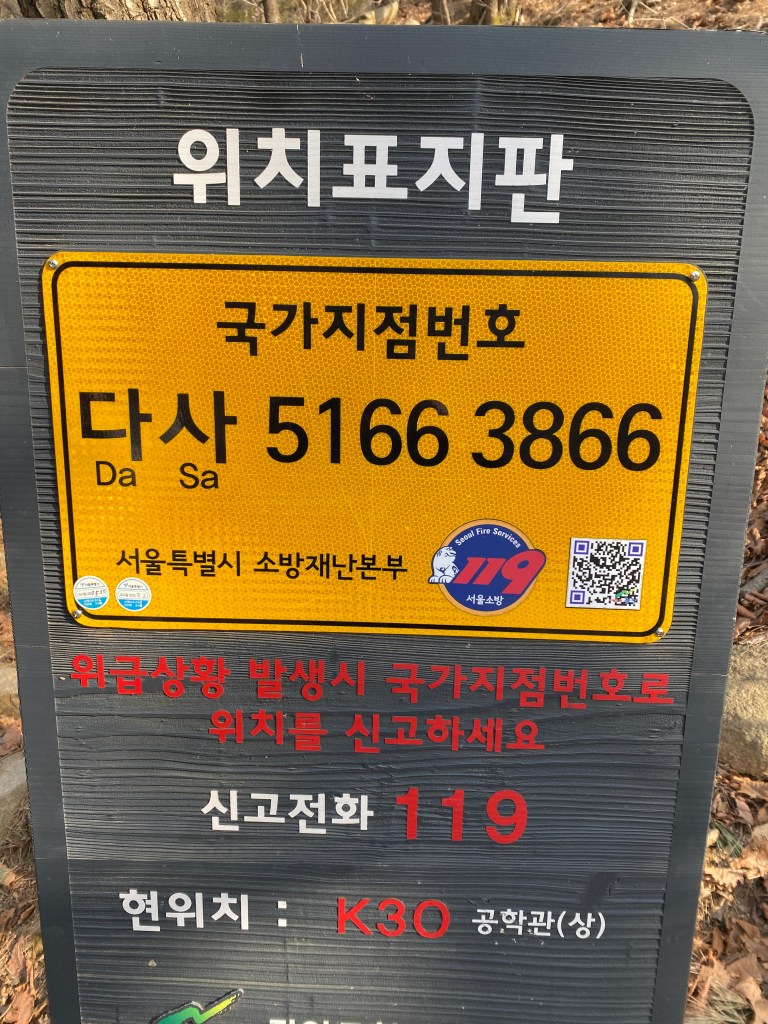 위치표지판
국가지점번호
다사 5166 3866
Da Sa
서울특별시 소방재난본부
Seoul Fire Services
119
서울소방
위급상황 발생시 국가지점번호로
위치를 신고하세요
신고전화 119
현위치 : K30 공학관(상)